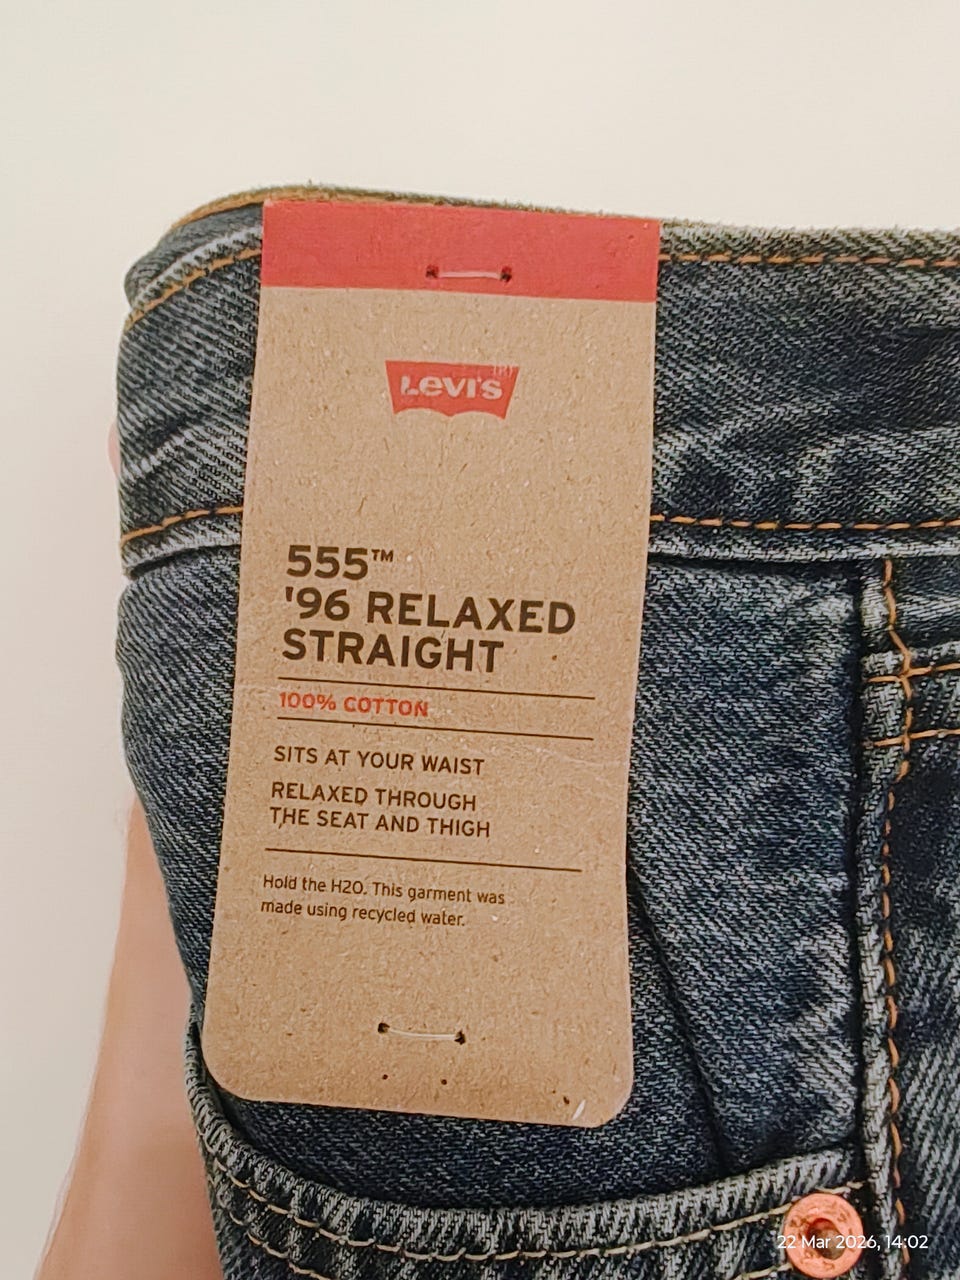 Levi's
555™
'96 RELAXED
STRAIGHT
100% COTTON
SITS AT YOUR WAIST
RELAXED THROUGH
THE SEAT AND THIGH
Hold the H2O. This garment was
made using recycled water.
22 Mar 2026, 14:02